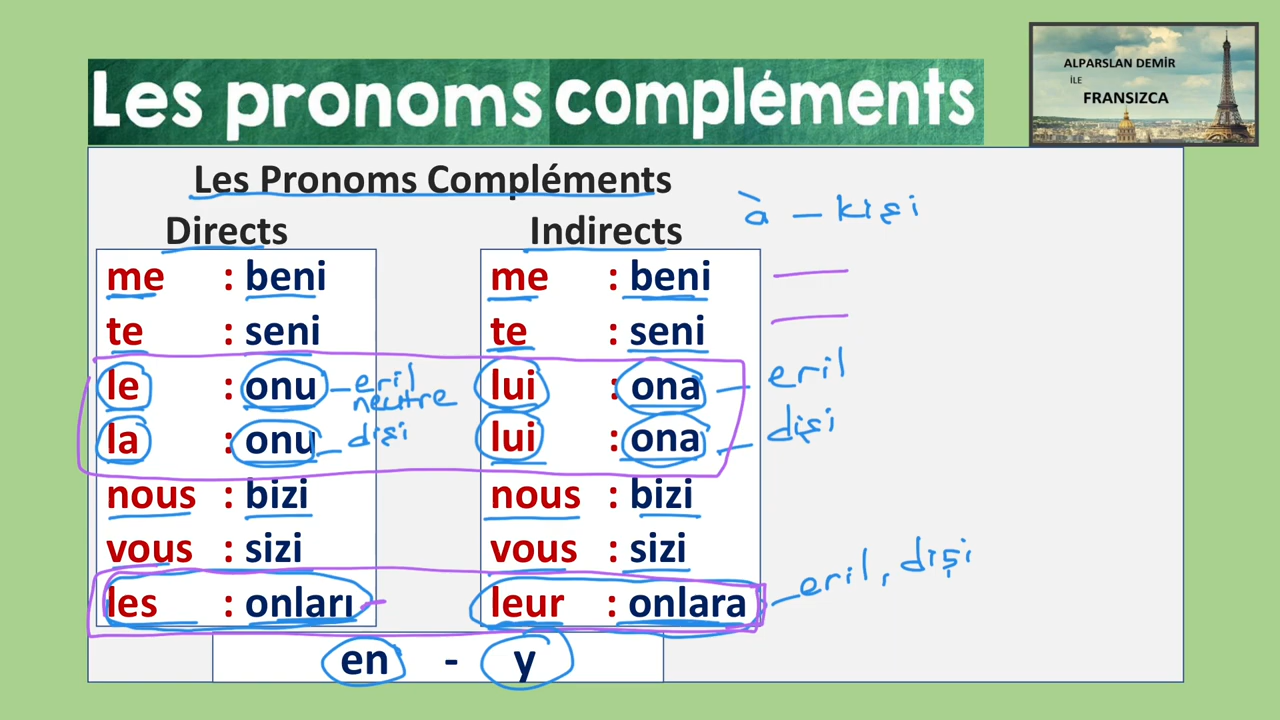 Les pronoms compléments
ALPARSLAN DEMİR
İLE
FRANSIZCA
Les Pronoms Compléments
Directs
Indirects
à - kişi
me : beni
te : seni
le : onu - eril
neutre
la : onu - dişi
nous : bizi
vous : sizi
les : onları
me : beni
te : seni
lui : ona - eril
lui : ona - dişi
nous : bizi
vous : sizi
leur : onlara - eril, dişi
en - y